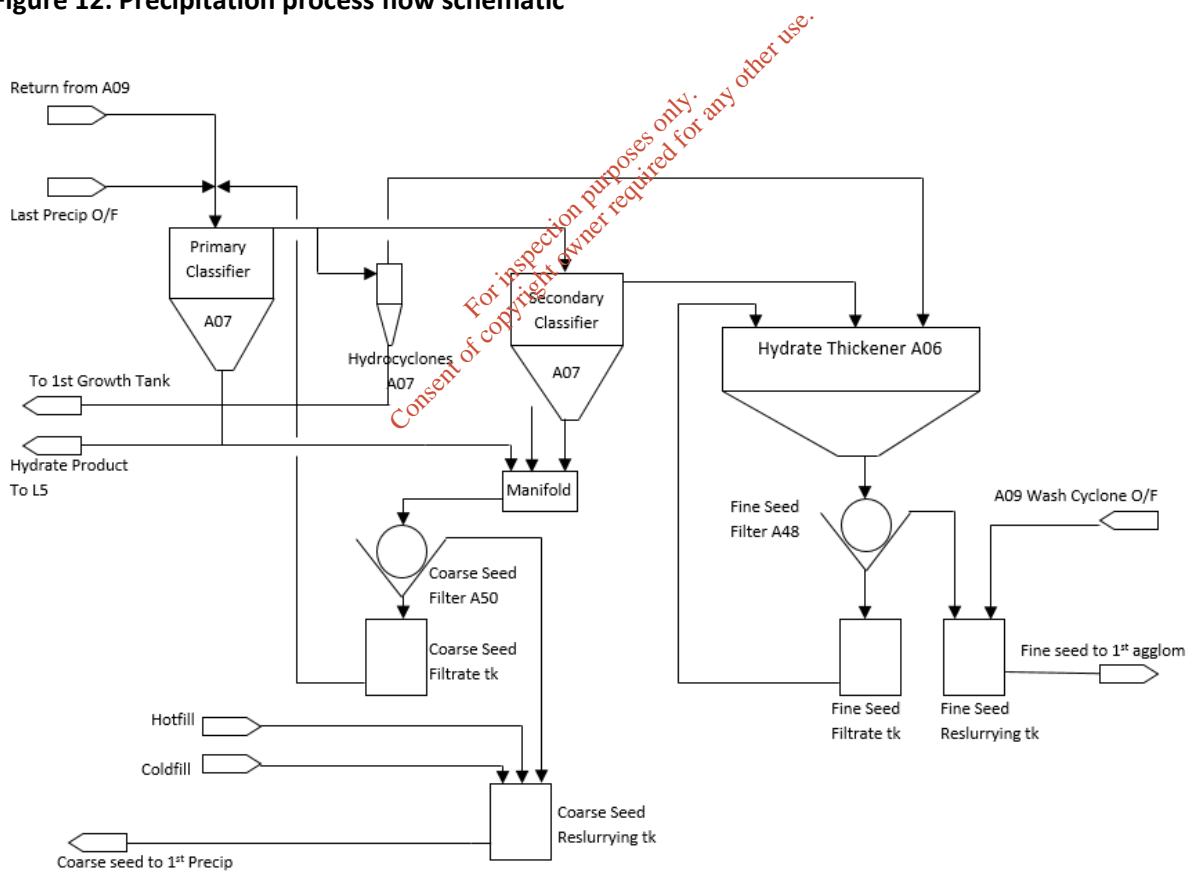 Figure 12: Precipitation process flow schematic
Return from A09
Last Precip O/F
Primary
Classifier
A07
Hydrocyclones
A07
Secondary
Classifier
A07
Hydrate Thickener A06
To 1st Growth Tank
Hydrate Product
To L5
Manifold
Fine Seed
Filter A48
A09 Wash Cyclone O/F
Coarse Seed
Filter A50
Coarse Seed
Filtrate tk
Fine seed to 1st agglom
Fine Seed
Filtrate tk
Fine Seed
Reslurrying tk
Hotfill
Coldfill
Coarse Seed
Reslurrying tk
Coarse seed to 1st Precip
For inspection purposes only.
Consent of copyright owner required for any other use.